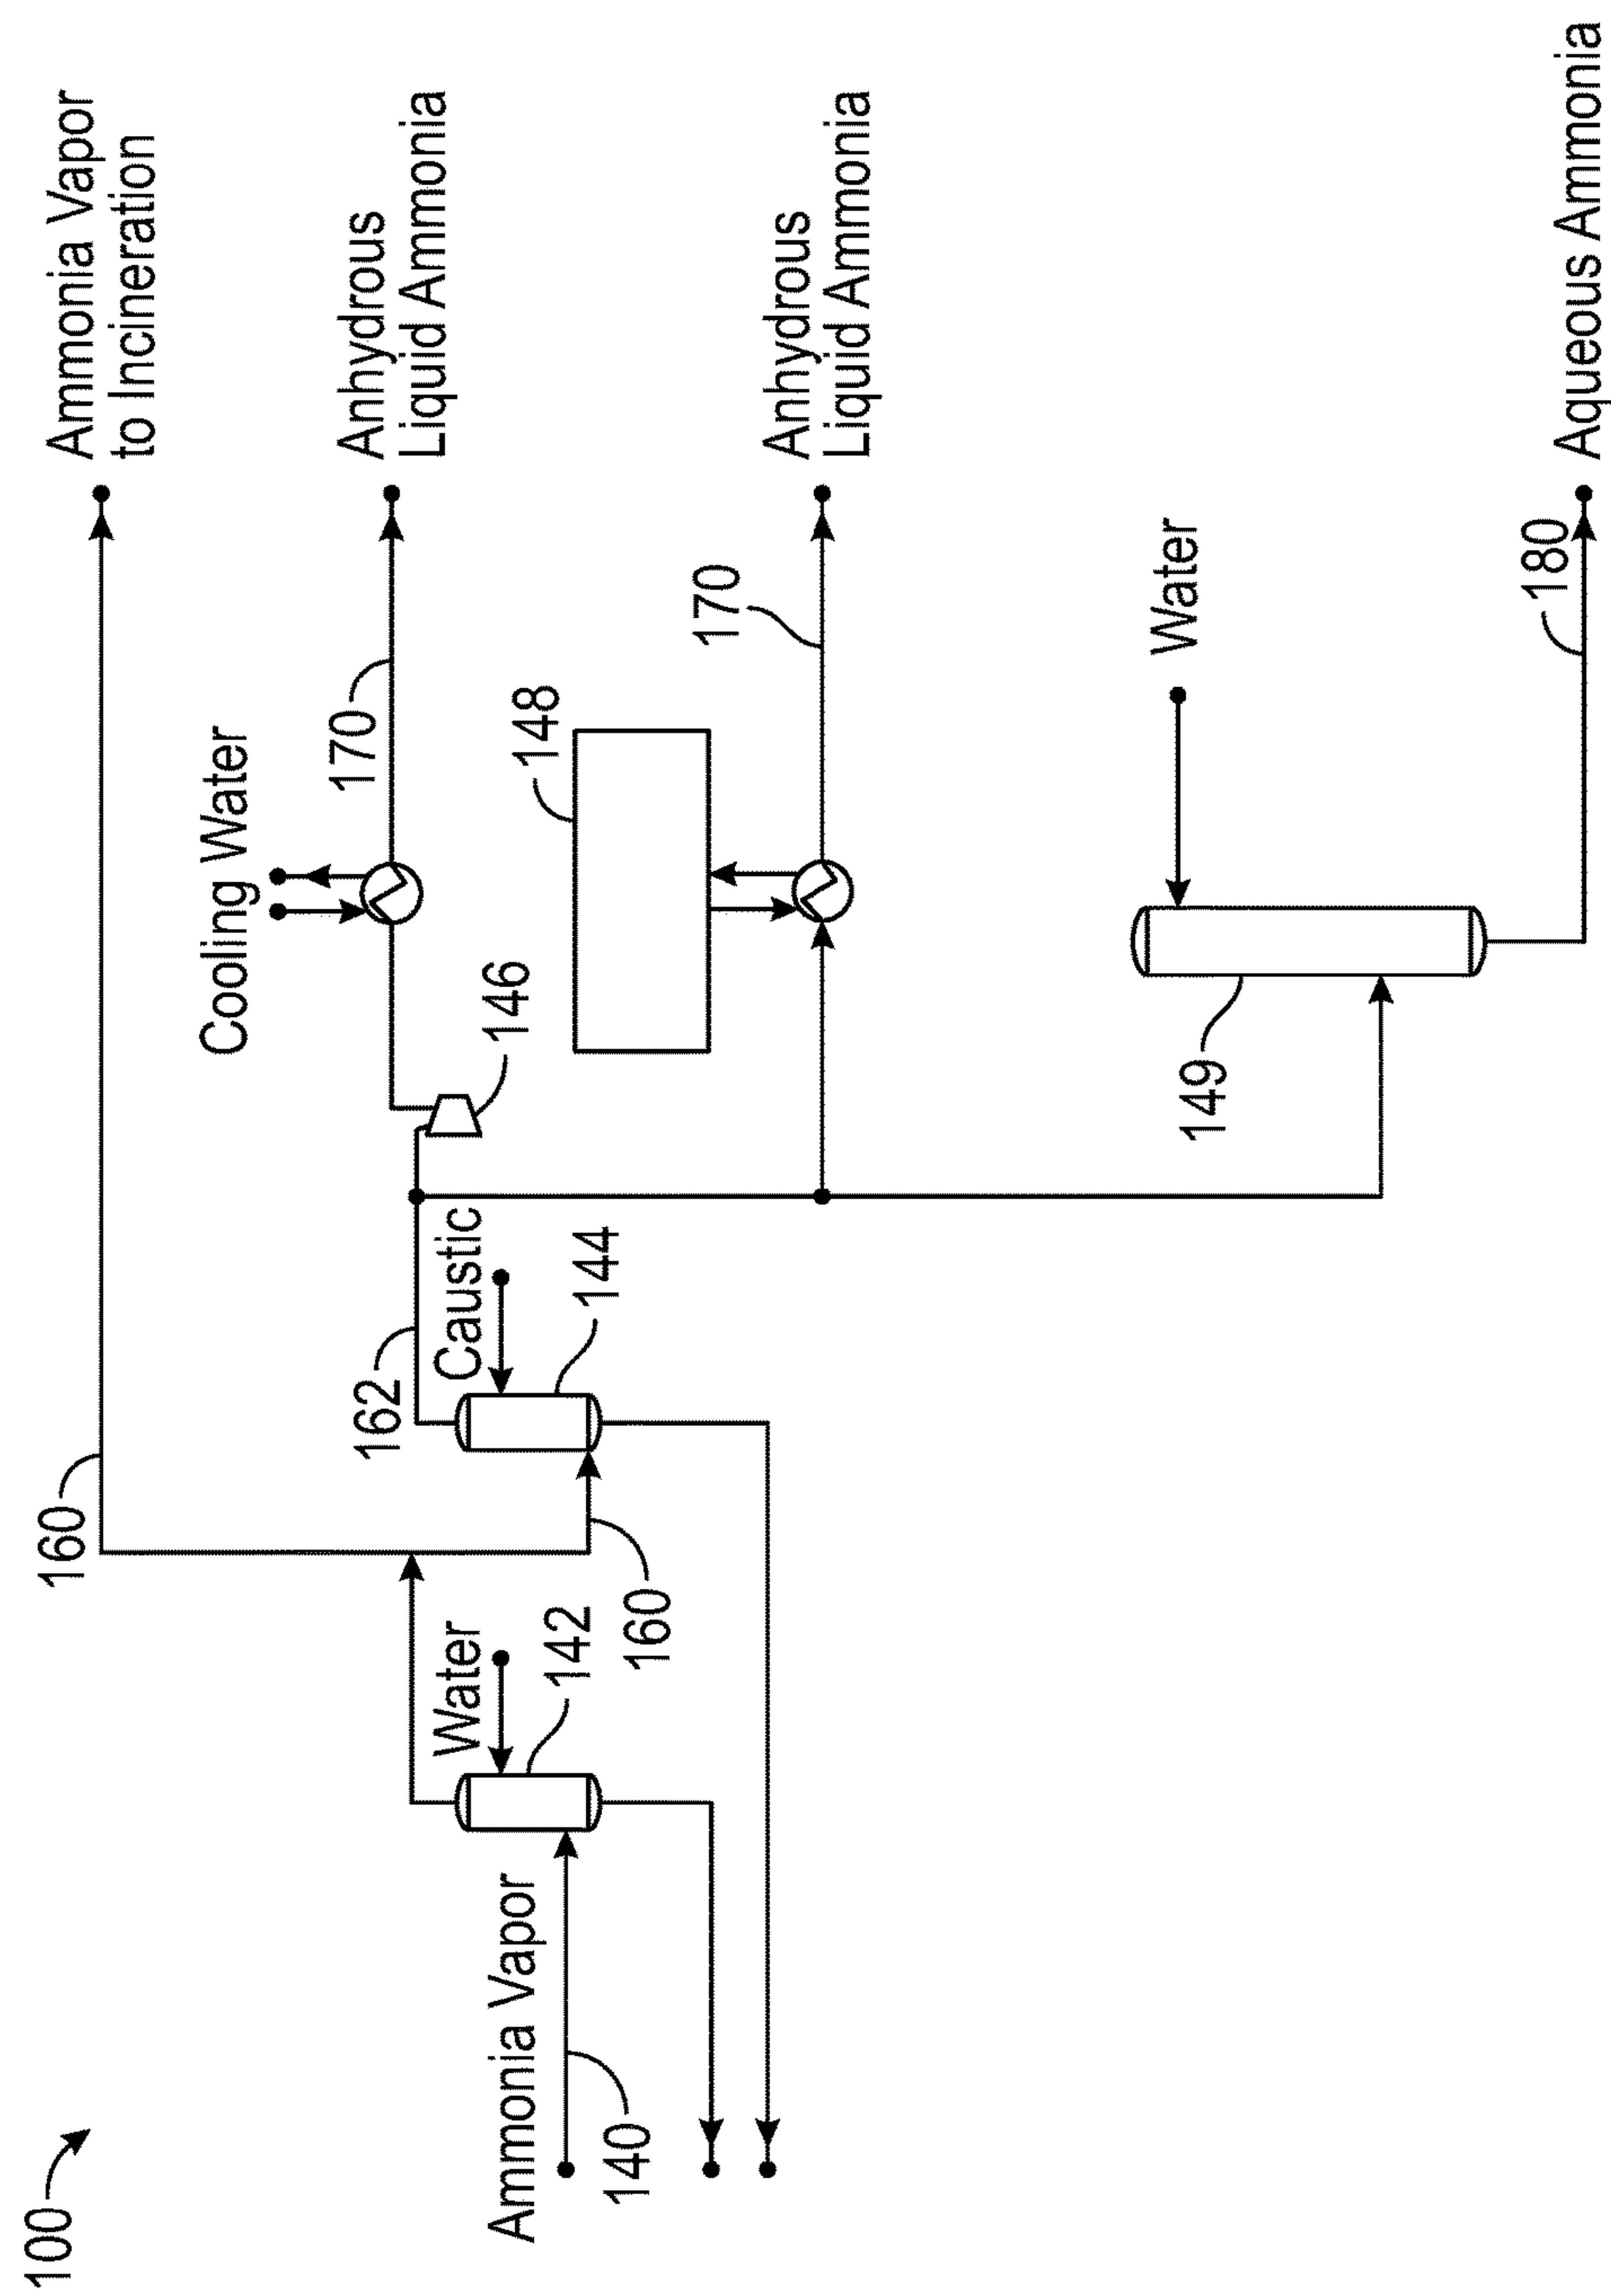 100
160
Ammonia Vapor
to Incineration
Cooling Water
170
Anhydrous
Liquid Ammonia
162
146
Water
Caustic
Ammonia Vapor
142
144
148
140
160
170
Anhydrous
Liquid Ammonia
149
Water
180
Aqueous Ammonia